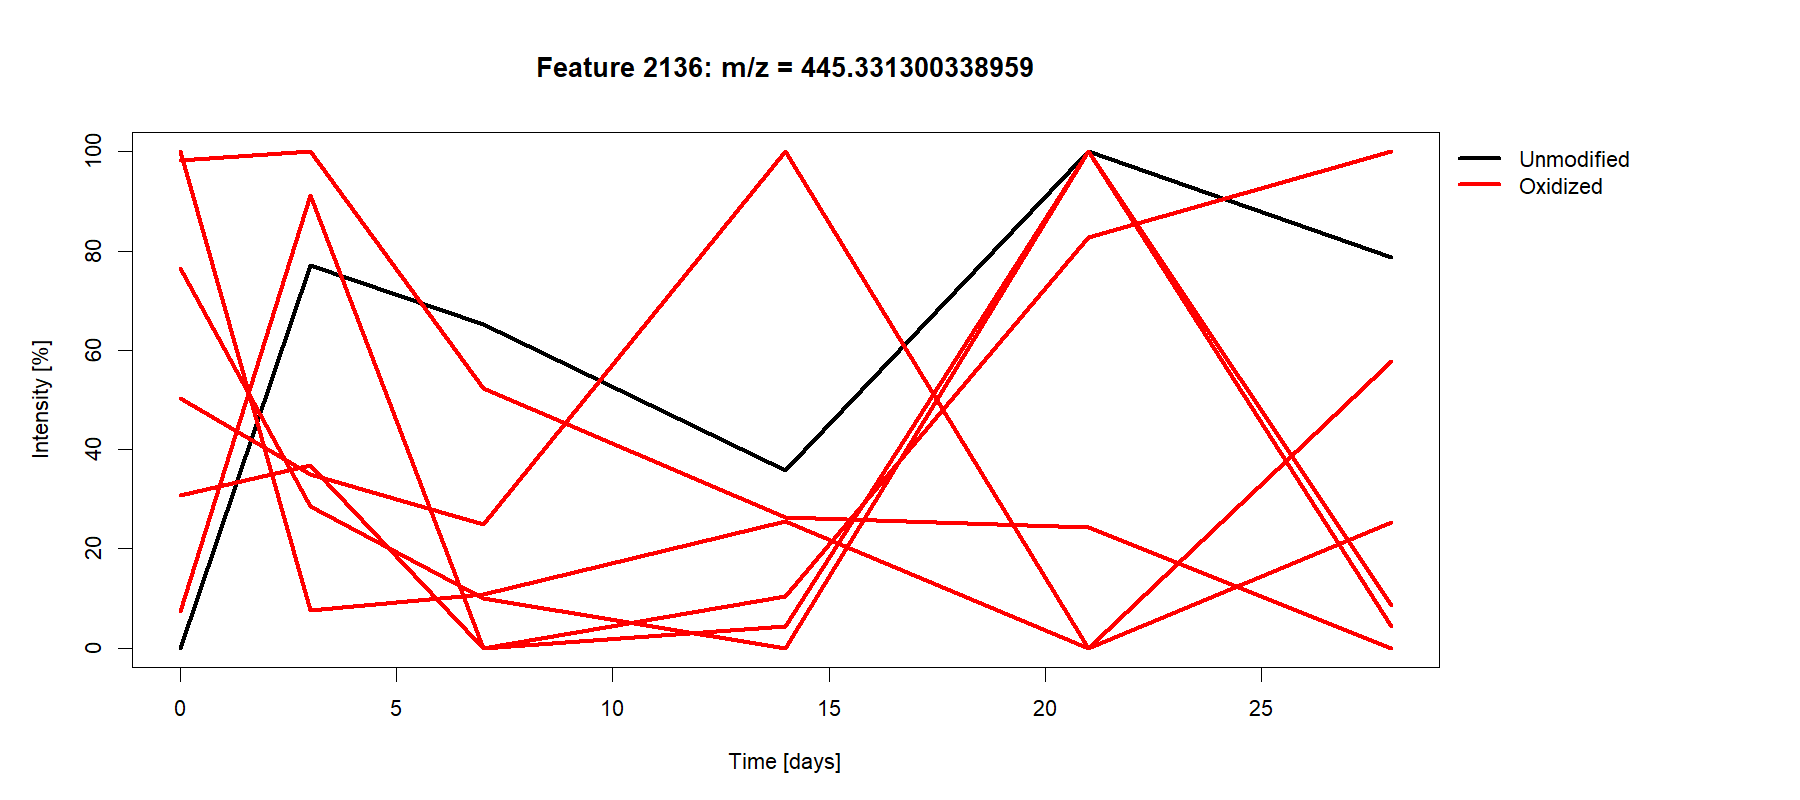 Feature 2136: m/z = 445.331300338959
Unmodified
Oxidized
Intensity [%]
100
80
60
40
20
0
0 5 10 15 20 25
Time [days]